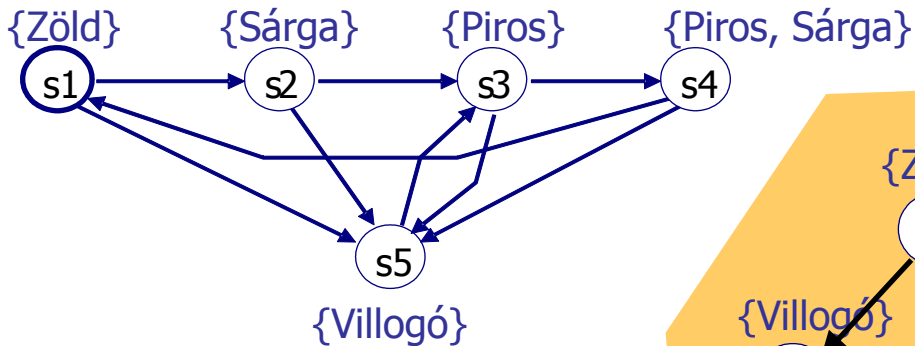 {Zöld} {Sárga} {Piros} {Piros, Sárga}
s1 s2 s3 s4
{Z
s5
{Villogó}
{Villogó}